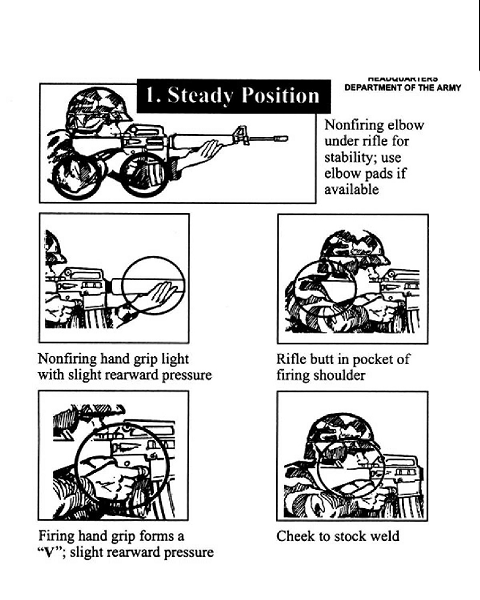 HEADQUARTERS
DEPARTMENT OF THE ARMY
1. Steady Position
Nonfiring elbow
under rifle for
stability; use
elbow pads if
available
Nonfiring hand grip light
with slight rearward pressure
Rifle butt in pocket of
firing shoulder
Firing hand grip forms a
“V”; slight rearward pressure
Cheek to stock weld